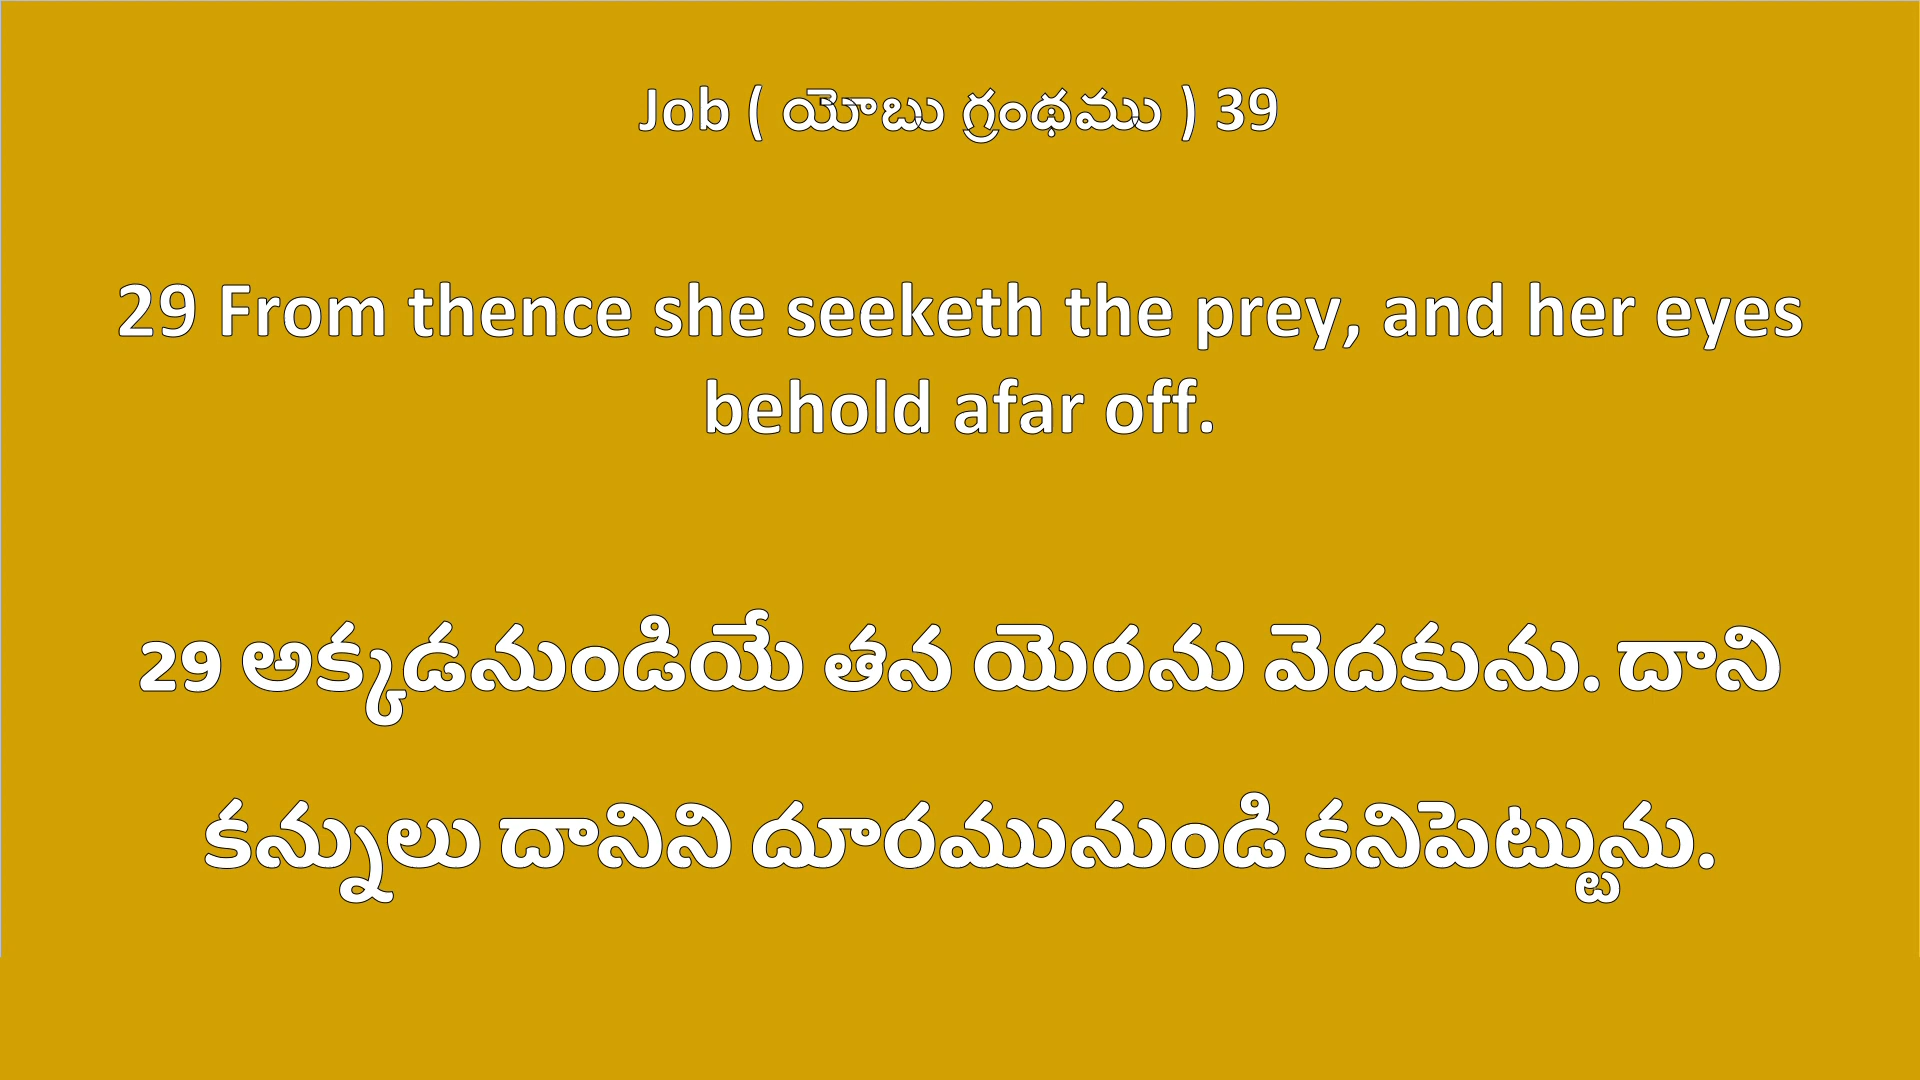 Job ( యోబు గ్రంథము ) 39
29 From thence she seeketh the prey, and her eyes
behold afar off.
29 అక్కడనుండియే తన యెరను వెదకును. దాని
కన్నులు దానిని దూరమునుండి కనిపెట్టును.